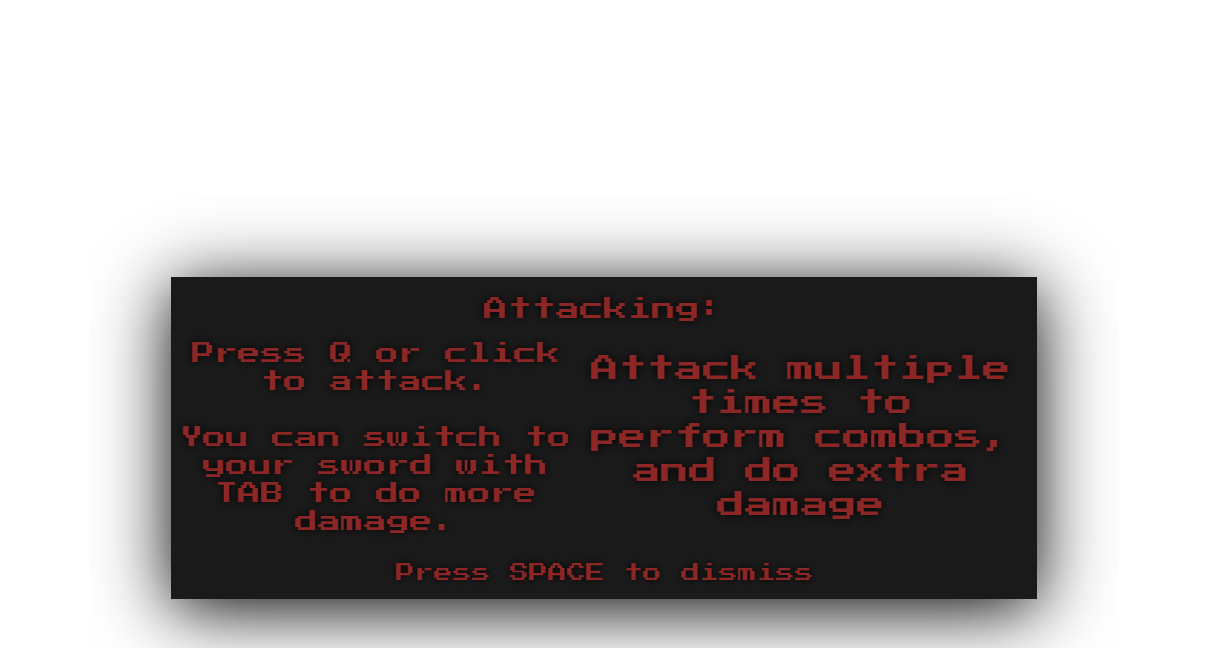 Attacking:
Press Q or click
to attack.
You can switch to
your sword with
TAB to do more
damage.
Attack multiple
times to
perform combos,
and do extra
damage
Press SPACE to dismiss